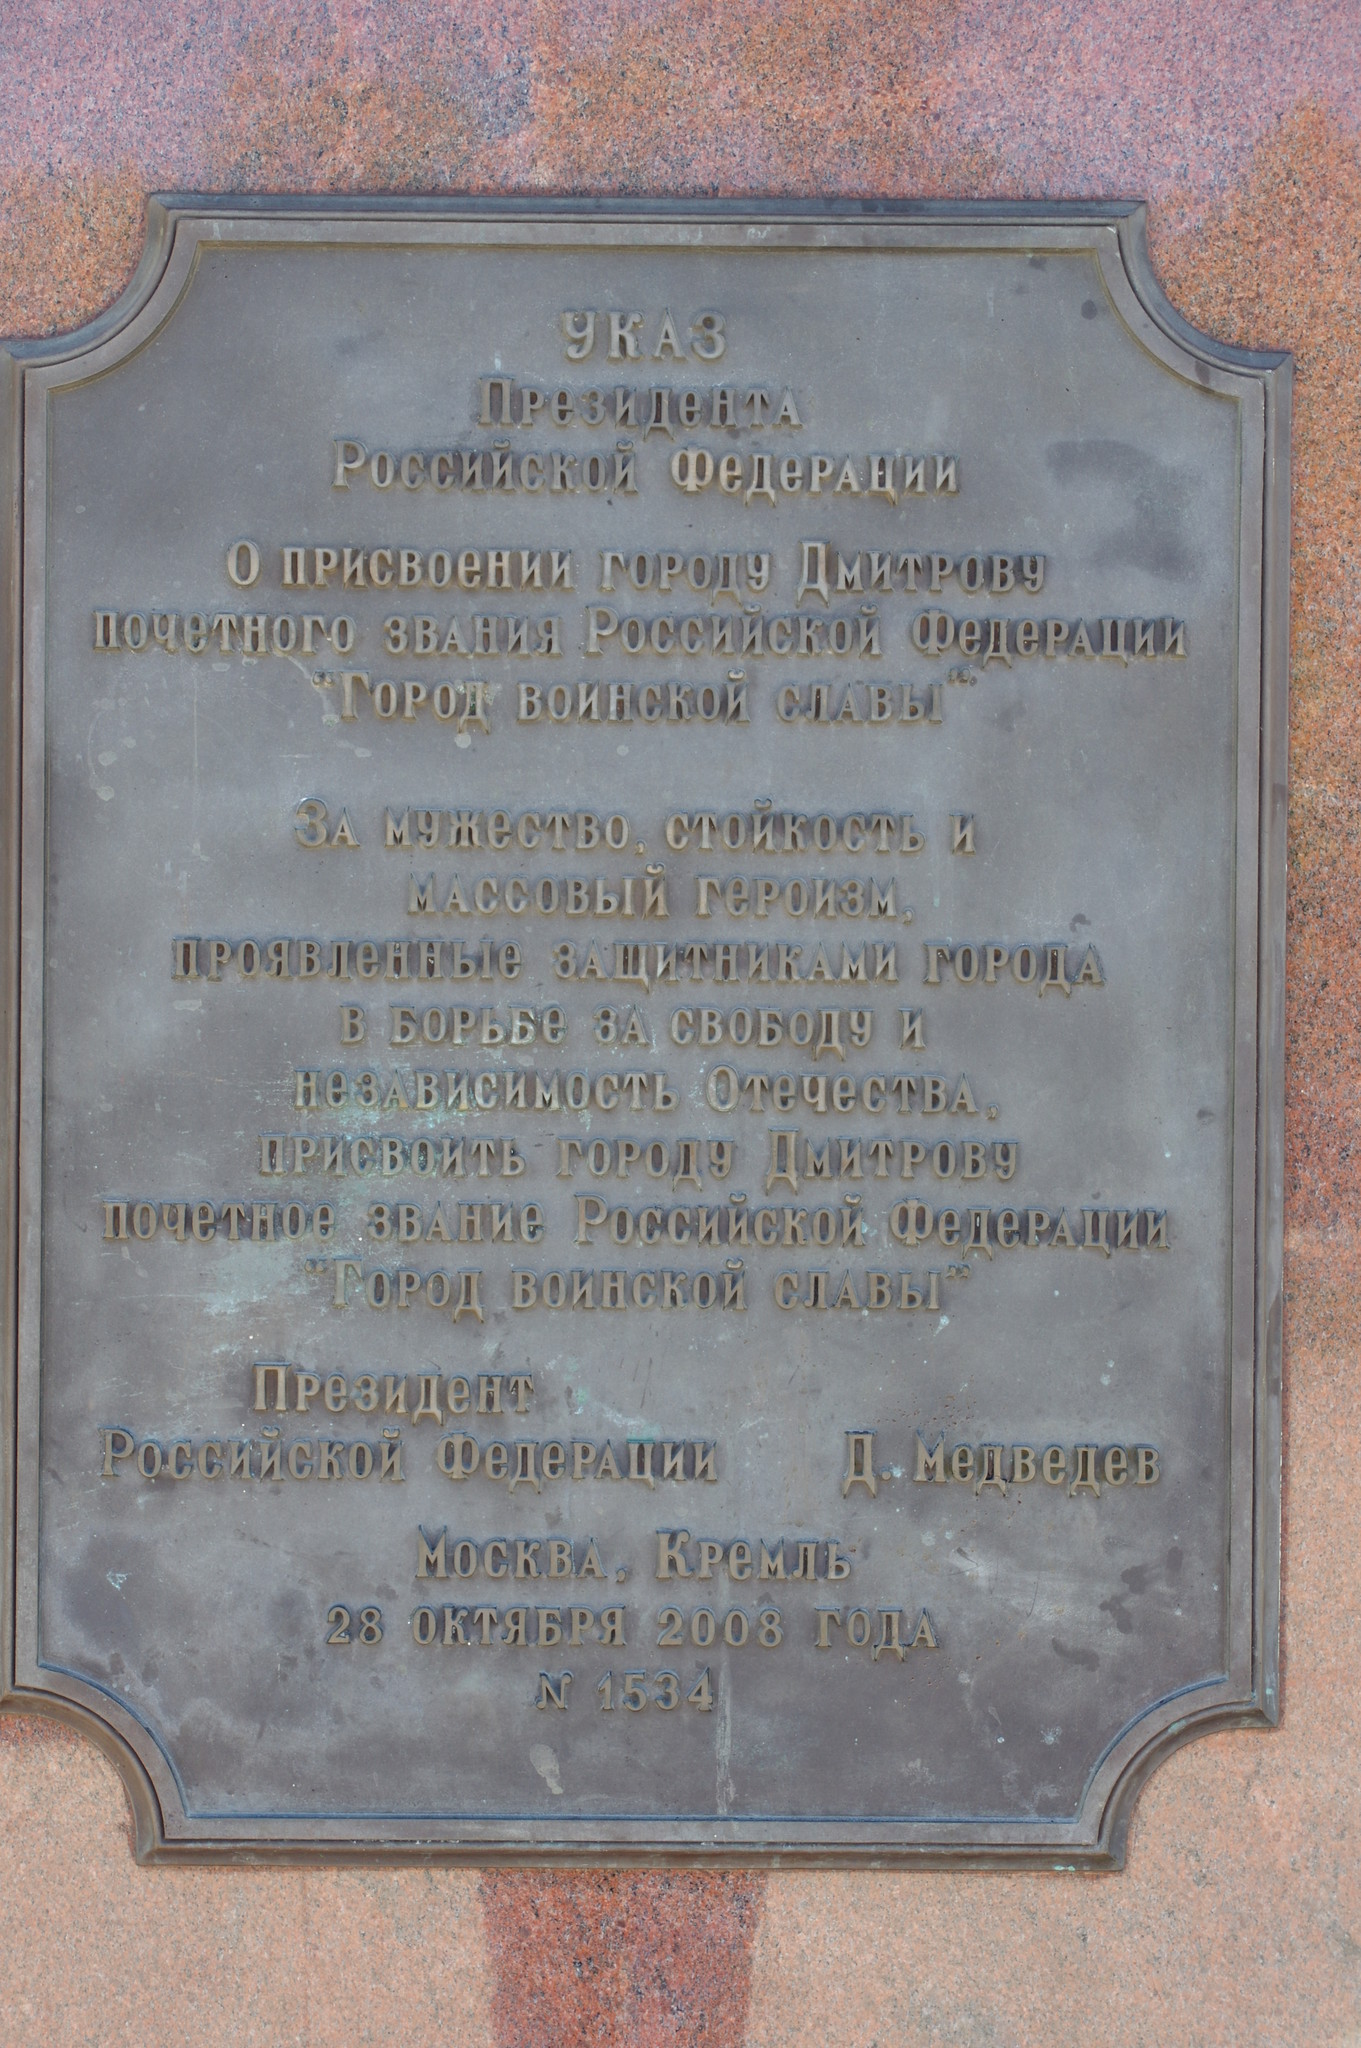 УКАЗ
Президента
Российской Федерации
О присвоении городу Дмитрову
почетного звания Российской Федерации
"Город воинской славы"
За мужество, стойкость и
массовый героизм,
проявленные защитниками города
в борьбе за свободу и
независимость Отечества,
присвоить городу Дмитрову
почетное звание Российской Федерации
"Город воинской славы"
Президент
Российской Федерации Д. Медведев
Москва, Кремль
28 октября 2008 года
N 1534